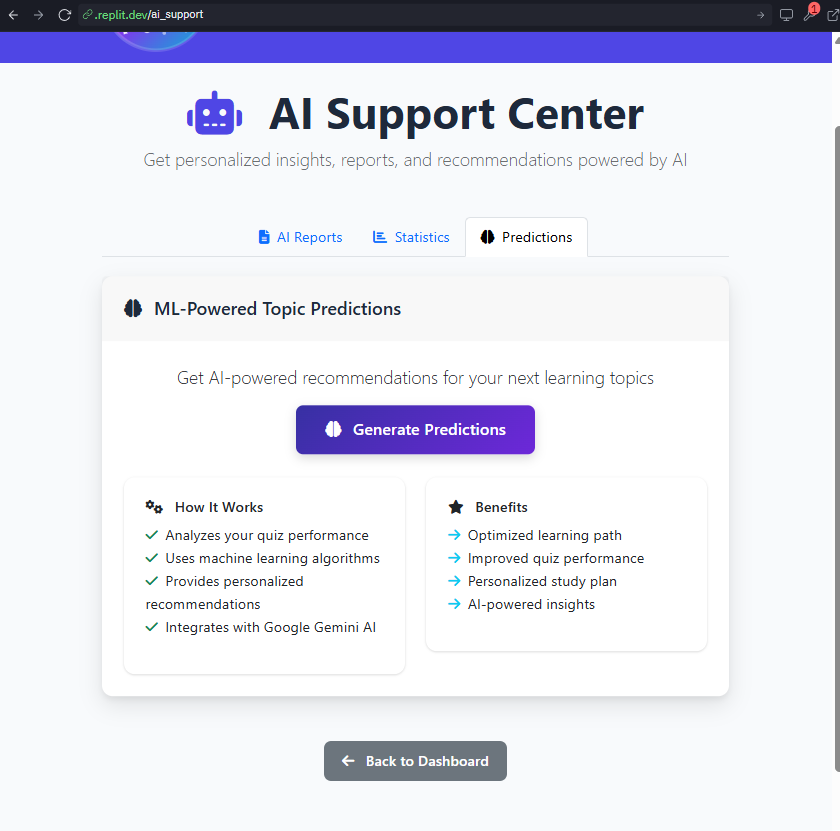 .replit.dev/ai_support
1
AI Support Center
Get personalized insights, reports, and recommendations powered by AI
AI Reports
Statistics
Predictions
ML-Powered Topic Predictions
Get AI-powered recommendations for your next learning topics
Generate Predictions
How It Works
Analyzes your quiz performance
Uses machine learning algorithms
Provides personalized
recommendations
Integrates with Google Gemini AI
Benefits
Optimized learning path
Improved quiz performance
Personalized study plan
AI-powered insights
Back to Dashboard